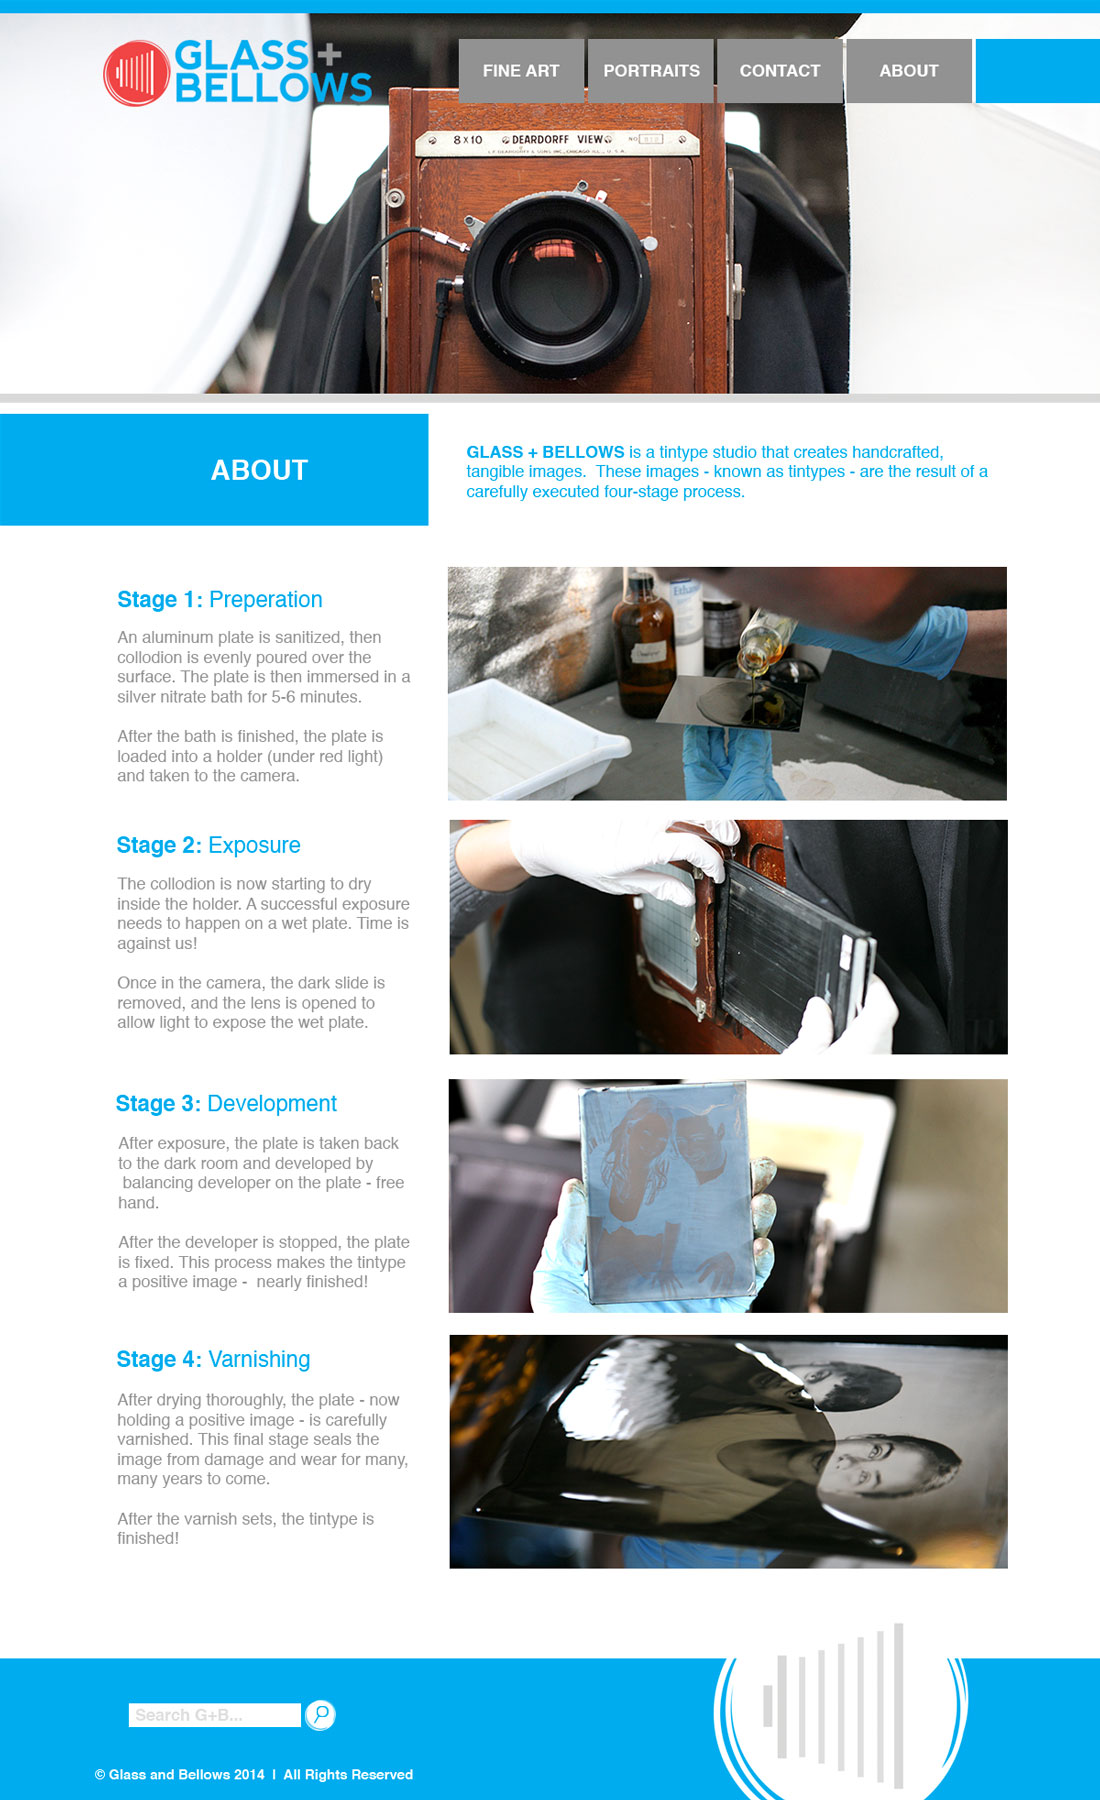 GLASS+
BELLOWS
FINE ART
PORTRAITS
CONTACT
ABOUT
8 X 10 DEARDORFF VIEW NO
L.F. DEARDORFF & SONS INC., CHICAGO ILL., U.S.A.
ABOUT
GLASS + BELLOWS is a tintype studio that creates handcrafted,
tangible images.  These images - known as tintypes - are the result of a
carefully executed four-stage process.
Stage 1: Preperation
An aluminum plate is sanitized, then
collodion is evenly poured over the
surface. The plate is then immersed in a
silver nitrate bath for 5-6 minutes.
After the bath is finished, the plate is
loaded into a holder (under red light)
and taken to the camera.
Ethan
Stage 2: Exposure
The collodion is now starting to dry
inside the holder. A successful exposure
needs to happen on a wet plate. Time is
against us!
Once in the camera, the dark slide is
removed, and the lens is opened to
allow light to expose the wet plate.
Stage 3: Development
After exposure, the plate is taken back
to the dark room and developed by
balancing developer on the plate - free
hand.
After the developer is stopped, the plate
is fixed. This process makes the tintype
a positive image -  nearly finished!
Stage 4: Varnishing
After drying thoroughly, the plate - now
holding a positive image - is carefully
varnished. This final stage seals the
image from damage and wear for many,
many years to come.
After the varnish sets, the tintype is
finished!
Search G+B...
© Glass and Bellows 2014 | All Rights Reserved